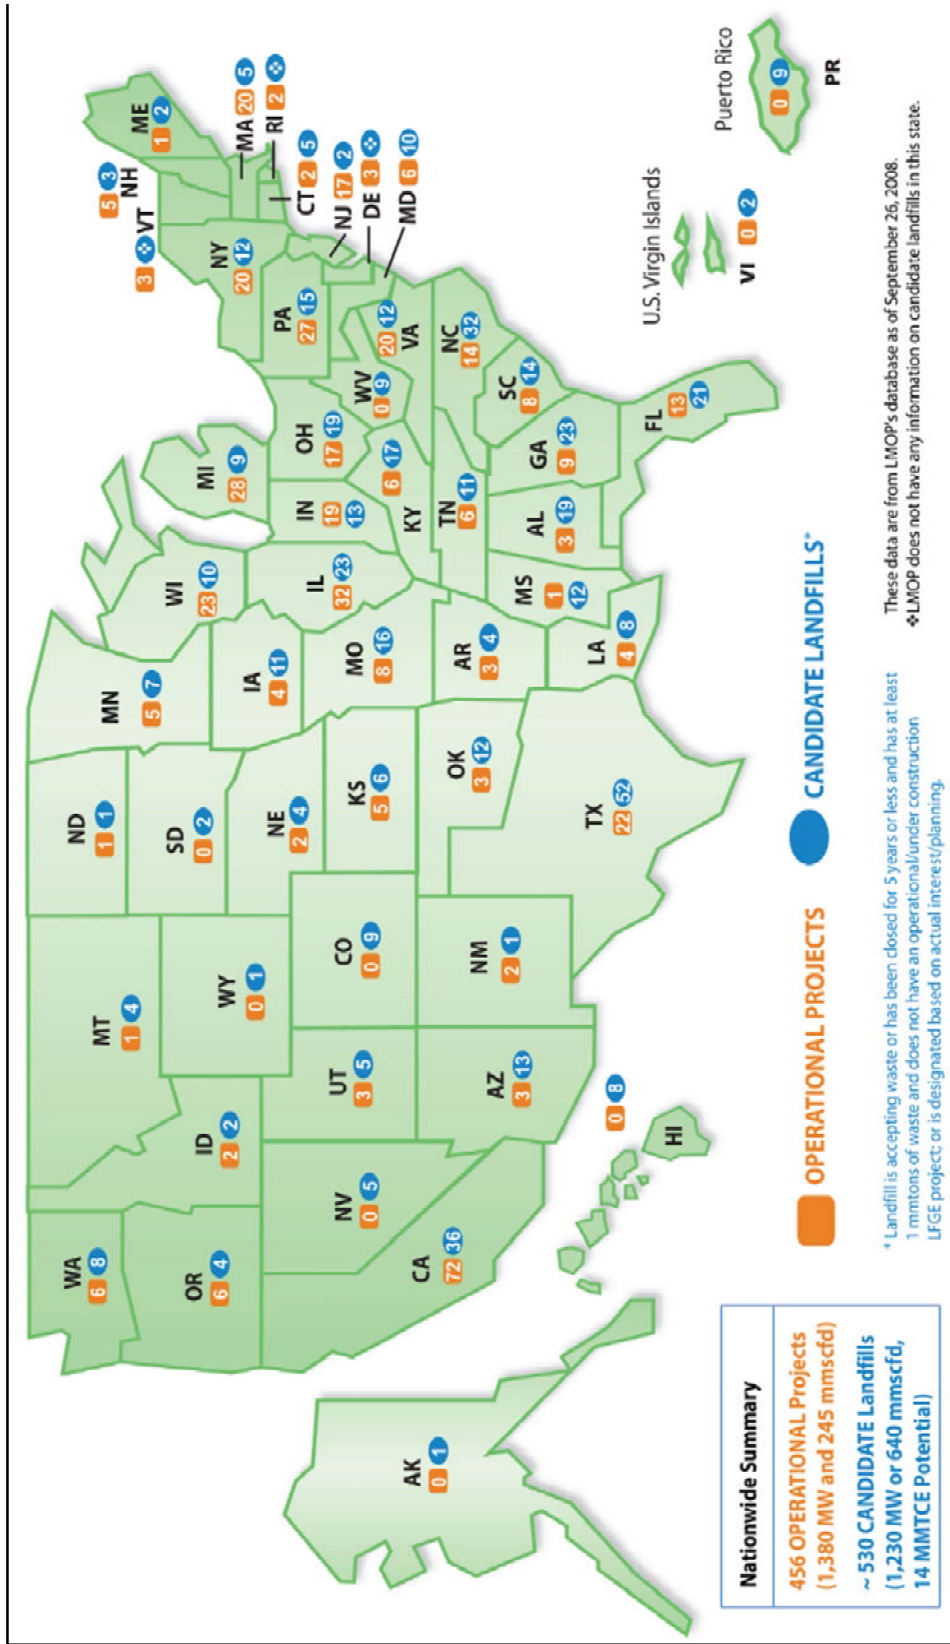 WA
6 8
OR
6 4
CA
72 36
NV
0 5
ID
2 2
MT
1 4
WY
0 1
UT
3 5
AZ
3 13
CO
0 9
NM
2 1
ND
1 1
SD
0 2
NE
2 4
KS
5 6
OK
3 12
TX
22 52
MN
5 7
IA
4 11
MO
8 16
AR
3 4
LA
4 8
WI
23 10
IL
32 23
MS
1
12
MI
28 9
IN
19
13
KY
6 17
TN
6 11
AL
3 19
OH
17 19
WV
0 9
GA
9 23
FL
13
21
SC
8 14
NC
14 32
VA
20 12
PA
27 15
NY
20 12
3 ❖
VT
5 3
NH
ME
1 2
MA 20 5
RI 2 ❖
CT 2 5
NJ 17 2
DE 3 ❖
MD 6 10
AK
0 1
HI
0 8
U.S. Virgin Islands
VI 0 2
Puerto Rico
0 9
PR
Nationwide Summary
456 OPERATIONAL Projects
(1,380 MW and 245 mmscfd)
~ 530 CANDIDATE Landfills
(1,230 MW or 640 mmscfd,
14 MMTCE Potential)
OPERATIONAL PROJECTS
CANDIDATE LANDFILLS*
* Landfill is accepting waste or has been closed for 5 years or less and has at least
1 mmtons of waste and does not have an operational/under construction
LFGE project; or is designated based on actual interest/planning.
These data are from LMOP's database as of September 26, 2008.
❖LMOP does not have any information on candidate landfills in this state.